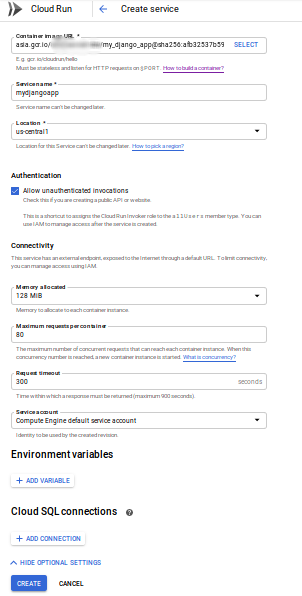 Cloud Run
Create service
Container image URL *
asia.gcr.io/ /my_django_app@sha256:afb32537b59
SELECT
E.g. gcr.io/cloudrun/hello
Must be stateless and listen for HTTP requests on $PORT. How to build a container?
Service name *
mydjangoapp
Service name can't be changed later.
Location *
us-central1
Location for this Service can't be changed later. How to pick a region?
Authentication
Allow unauthenticated invocations
Check this if you are creating a public API or website.
This is a shortcut to assign the Cloud Run Invoker role to the allUsers member type. You can
use IAM to manage access after the service is created.
Connectivity
This service has an external endpoint, exposed to the Internet through a default URL. To limit connectivity,
you can manage access using IAM.
Memory allocated
128 MiB
Memory to allocate to each container instance.
Maximum requests per container
80
The maximum number of concurrent requests that can reach each container instance. When this
concurrency number is reached, a new container instance is started. What is concurrency?
Request timeout
300
seconds
Time within which a response must be returned (maximum 900 seconds).
Service account
Compute Engine default service account
Identity to be used by the created revision.
Environment variables
+ ADD VARIABLE
Cloud SQL connections
+ ADD CONNECTION
HIDE OPTIONAL SETTINGS
CREATE
CANCEL